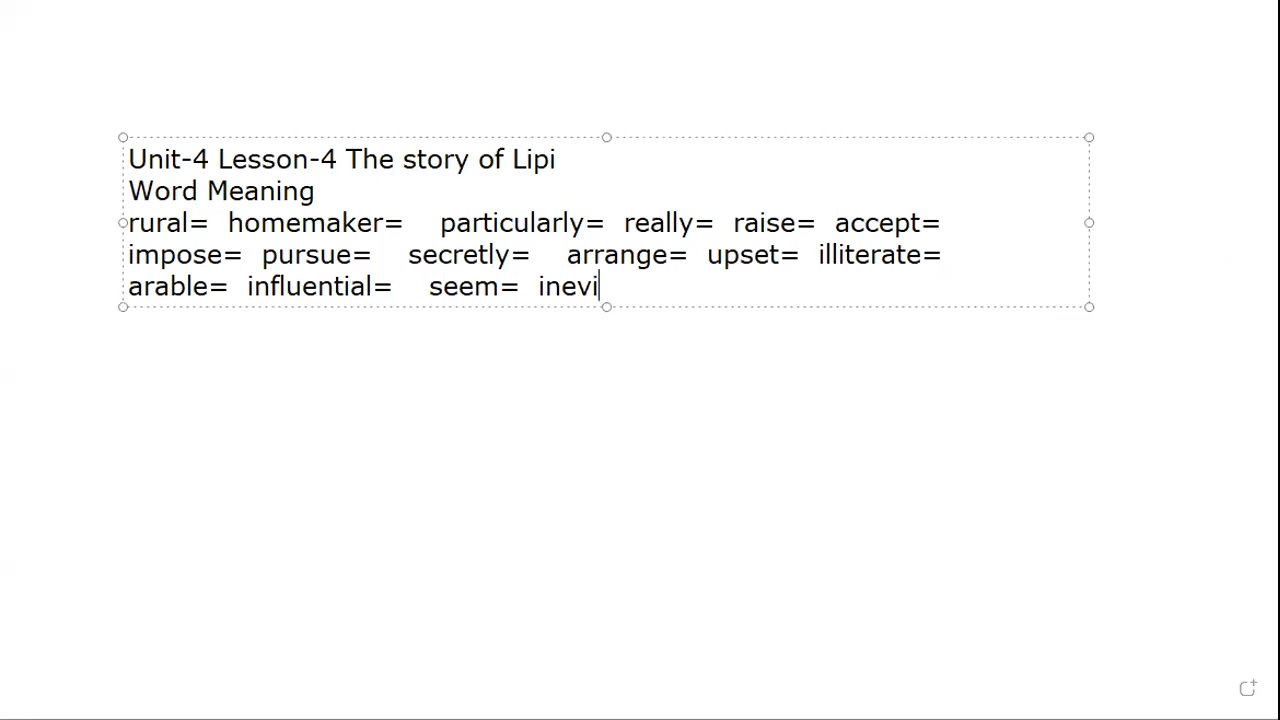 Unit-4 Lesson-4 The story of Lipi
Word Meaning
rural= homemaker= particularly= really= raise= accept=
impose= pursue= secretly= arrange= upset= illiterate=
arable= influential= seem= inevi